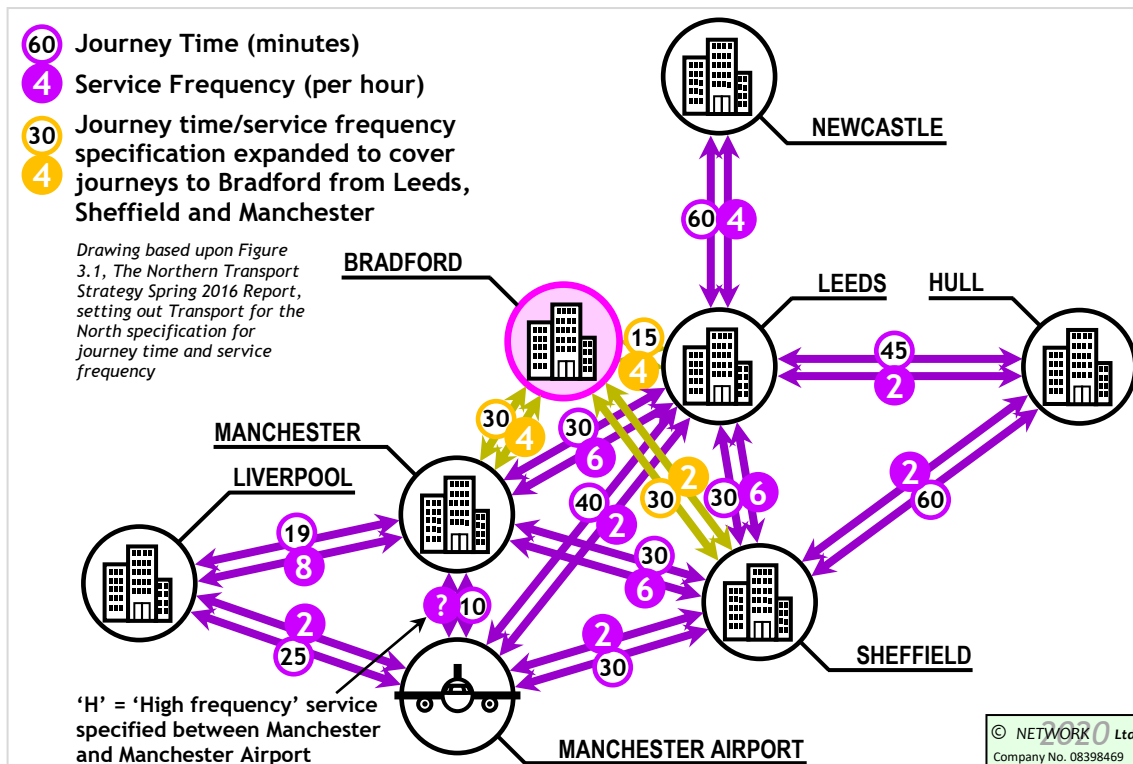 60 Journey Time (minutes)
4 Service Frequency (per hour)
30 Journey time/service frequency
4 specification expanded to cover
journeys to Bradford from Leeds,
Sheffield and Manchester
Drawing based upon Figure
3.1, The Northern Transport
Strategy Spring 2016 Report,
setting out Transport for the
North specification for
journey time and service
frequency
NEWCASTLE
60 4
BRADFORD
LEEDS
HULL
15
4
45
2
30 4
30
6
MANCHESTER
LIVERPOOL
40
2
30 2
30 6
2
60
19
8
30
6
? 10
2
25
2
30
SHEFFIELD
'H' = 'High frequency' service
specified between Manchester
and Manchester Airport
MANCHESTER AIRPORT
© NETWORK 2020 Ltd
Company No. 08398469